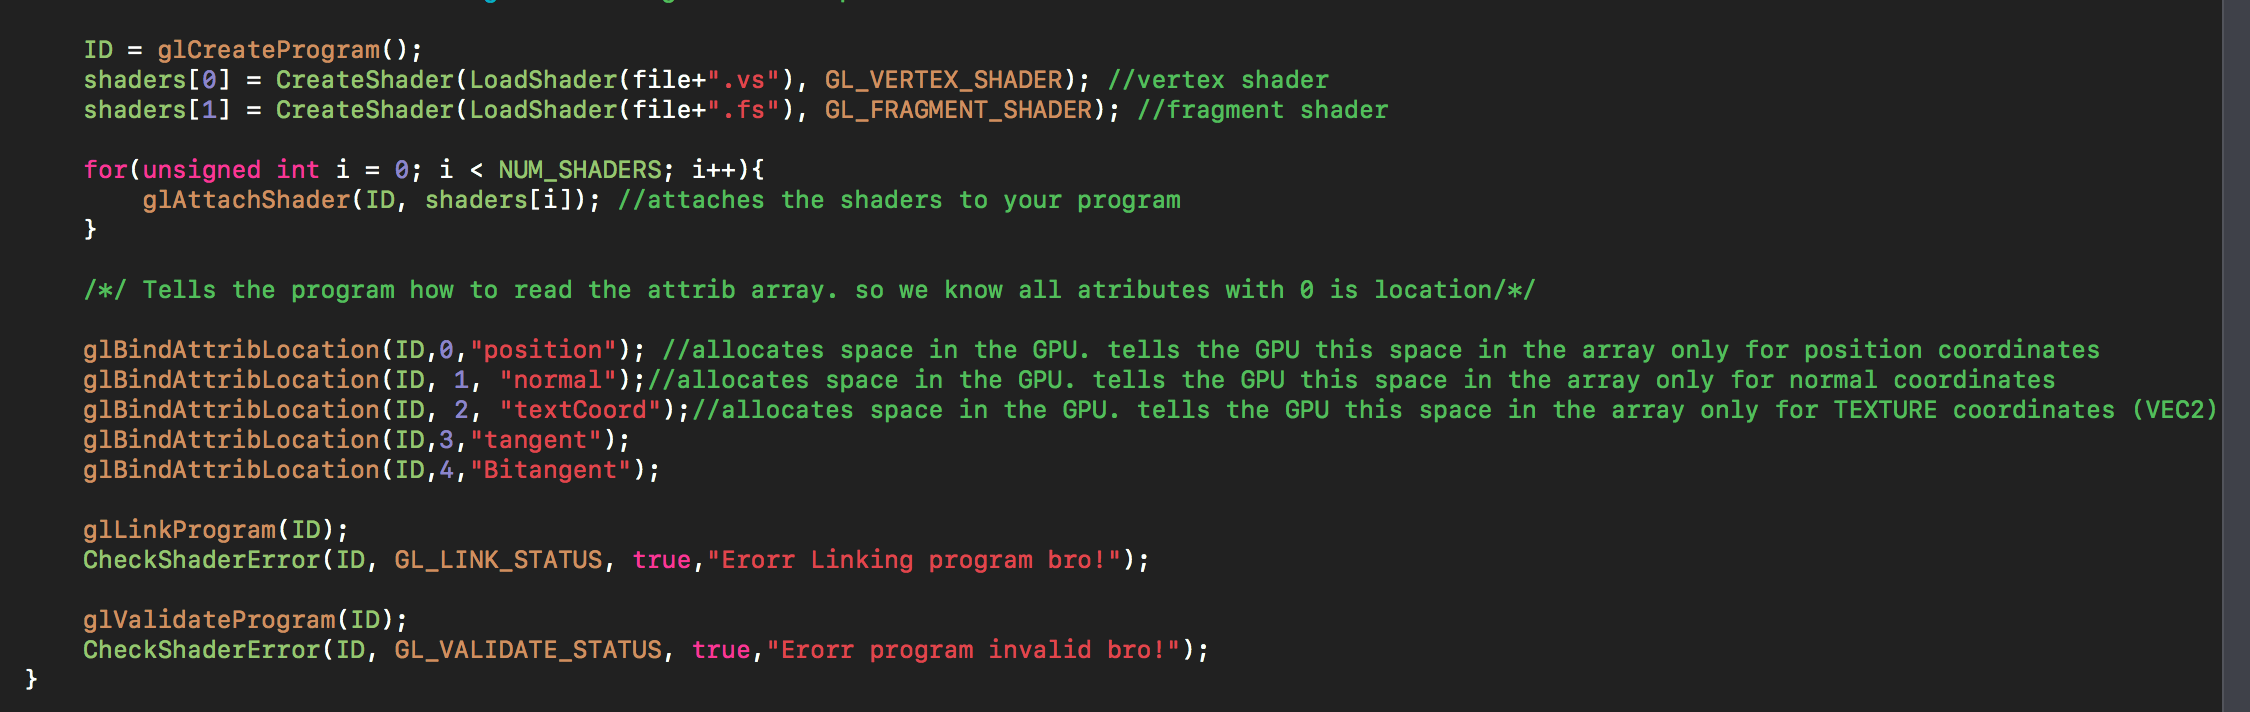 ID = glCreateProgram();
shaders[0] = CreateShader(LoadShader(file+".vs"), GL_VERTEX_SHADER); //vertex shader
shaders[1] = CreateShader(LoadShader(file+".fs"), GL_FRAGMENT_SHADER); //fragment shader
for(unsigned int i = 0; i < NUM_SHADERS; i++){
glAttachShader(ID, shaders[i]); //attaches the shaders to your program
}
/*/ Tells the program how to read the attrib array. so we know all atributes with 0 is location/*/
glBindAttribLocation(ID,0,"position"); //allocates space in the GPU. tells the GPU this space in the array only for position coordinates
glBindAttribLocation(ID, 1, "normal");//allocates space in the GPU. tells the GPU this space in the array only for normal coordinates
glBindAttribLocation(ID, 2, "textCoord");//allocates space in the GPU. tells the GPU this space in the array only for TEXTURE coordinates (VEC2)
glBindAttribLocation(ID,3,"tangent");
glBindAttribLocation(ID,4,"Bitangent");
glLinkProgram(ID);
CheckShaderError(ID, GL_LINK_STATUS, true,"Erorr Linking program bro!");
glValidateProgram(ID);
CheckShaderError(ID, GL_VALIDATE_STATUS, true,"Erorr program invalid bro!");
}